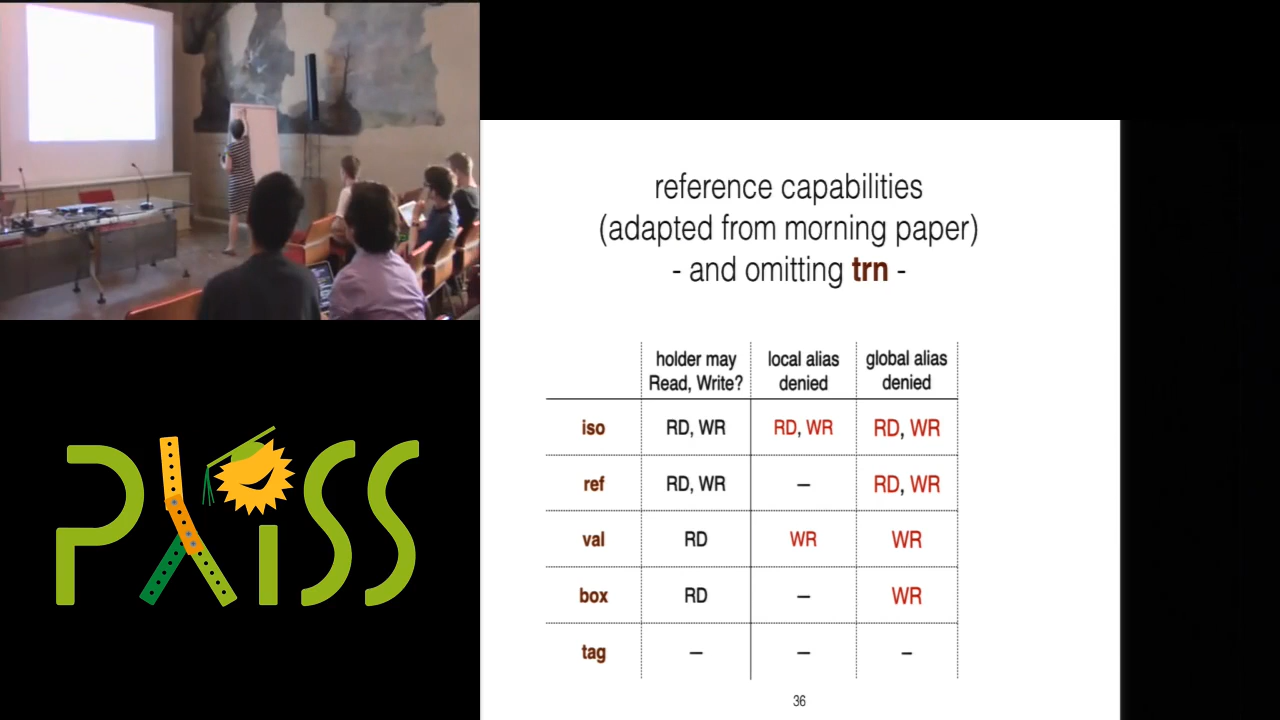 PLISS
reference capabilities
(adapted from morning paper)
- and omitting trn -
holder may Read, Write? local alias denied global alias denied
iso RD, WR RD, WR RD, WR
ref RD, WR – RD, WR
val RD WR WR
box RD – WR
tag – – –
36